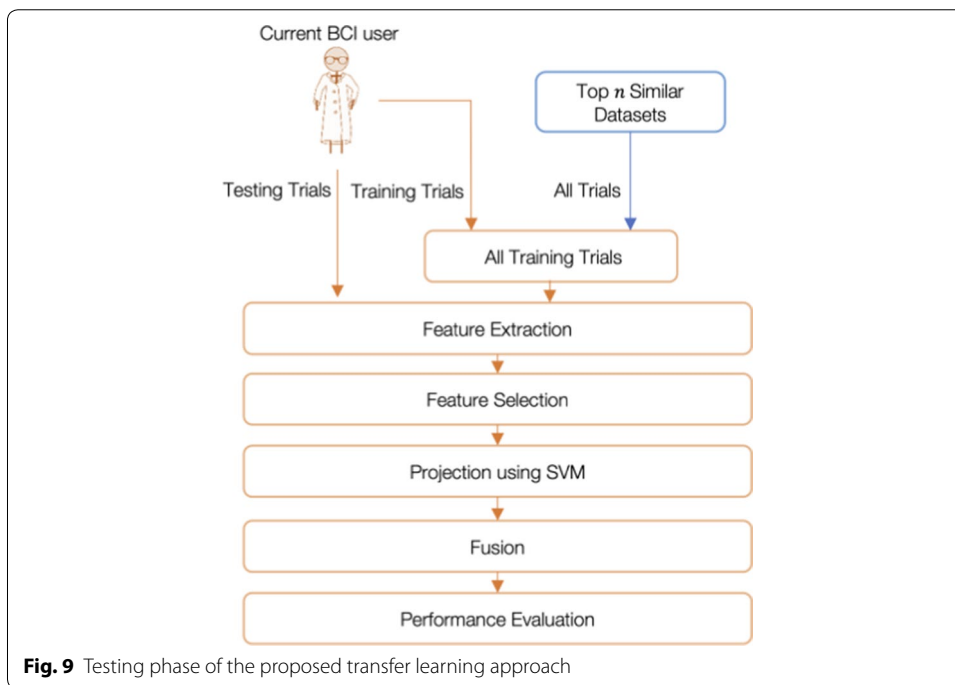 Current BCI user
Top n Similar
Datasets
Testing Trials
Training Trials
All Trials
All Training Trials
Feature Extraction
Feature Selection
Projection using SVM
Fusion
Performance Evaluation
Fig. 9 Testing phase of the proposed transfer learning approach